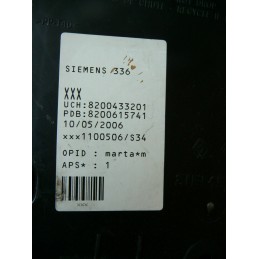 SIEMENS/336
XXX
UCH:8200433201
PDB:8200615741
10/05/2006
xxx1100506/S34
OPID : marta*m
APS* : 1